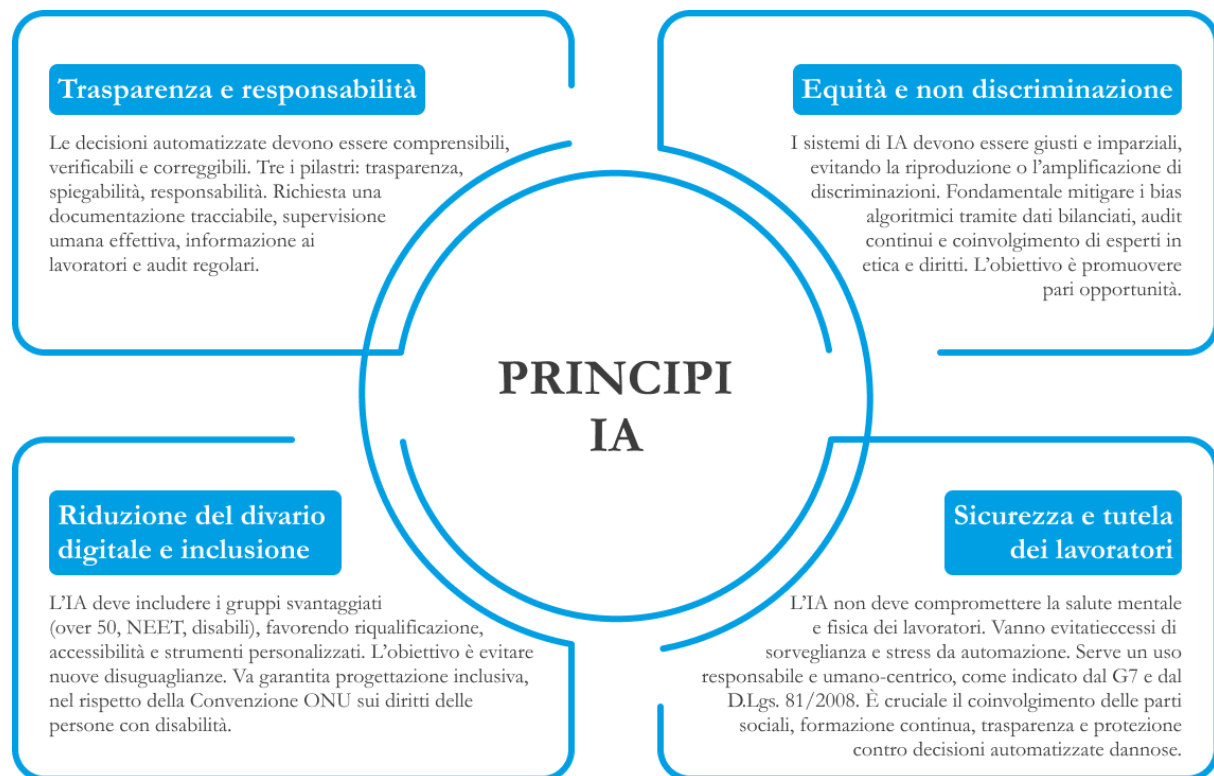 Trasparenza e responsabilità
Le decisioni automatizzate devono essere comprensibili,
verificabili e correggibili. Tre i pilastri: trasparenza,
spiegabilità, responsabilità. Richiesta una
documentazione tracciabile, supervisione
umana effettiva, informazione ai
lavoratori e audit regolari.
Equità e non discriminazione
I sistemi di IA devono essere giusti e imparziali,
evitando la riproduzione o l’amplificazione di
discriminazioni. Fondamentale mitigare i bias
algoritmici tramite dati bilanciati, audit
continui e coinvolgimento di esperti in
etica e diritti. L’obiettivo è promuovere
pari opportunità.
PRINCIPI
IA
Riduzione del divario
digitale e inclusione
L’IA deve includere i gruppi svantaggiati
(over 50, NEET, disabili), favorendo riqualificazione,
accessibilità e strumenti personalizzati. L’obiettivo è evitare
nuove disuguaglianze. Va garantita progettazione inclusiva,
nel rispetto della Convenzione ONU sui diritti delle
persone con disabilità.
Sicurezza e tutela
dei lavoratori
L’IA non deve compromettere la salute mentale
e fisica dei lavoratori. Vanno evitatieccessi di
sorveglianza e stress da automazione. Serve un uso
responsabile e umano-centrico, come indicato dal G7 e dal
D.Lgs. 81/2008. È cruciale il coinvolgimento delle parti
sociali, formazione continua, trasparenza e protezione
contro decisioni automatizzate dannose.